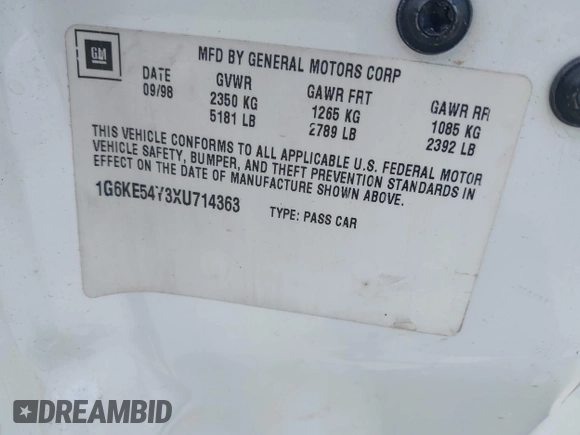 GM
MFD BY GENERAL MOTORS CORP
DATE GVWR GAWR FRT GAWR RR
09/98 2350 KG 1265 KG 1085 KG
5181 LB 2789 LB 2392 LB
THIS VEHICLE CONFORMS TO ALL APPLICABLE U.S. FEDERAL MOTOR
VEHICLE SAFETY, BUMPER, AND THEFT PREVENTION STANDARDS IN
EFFECT ON THE DATE OF MANUFACTURE SHOWN ABOVE.
1G6KE54Y3XU714363 TYPE: PASS CAR
DREAMBID